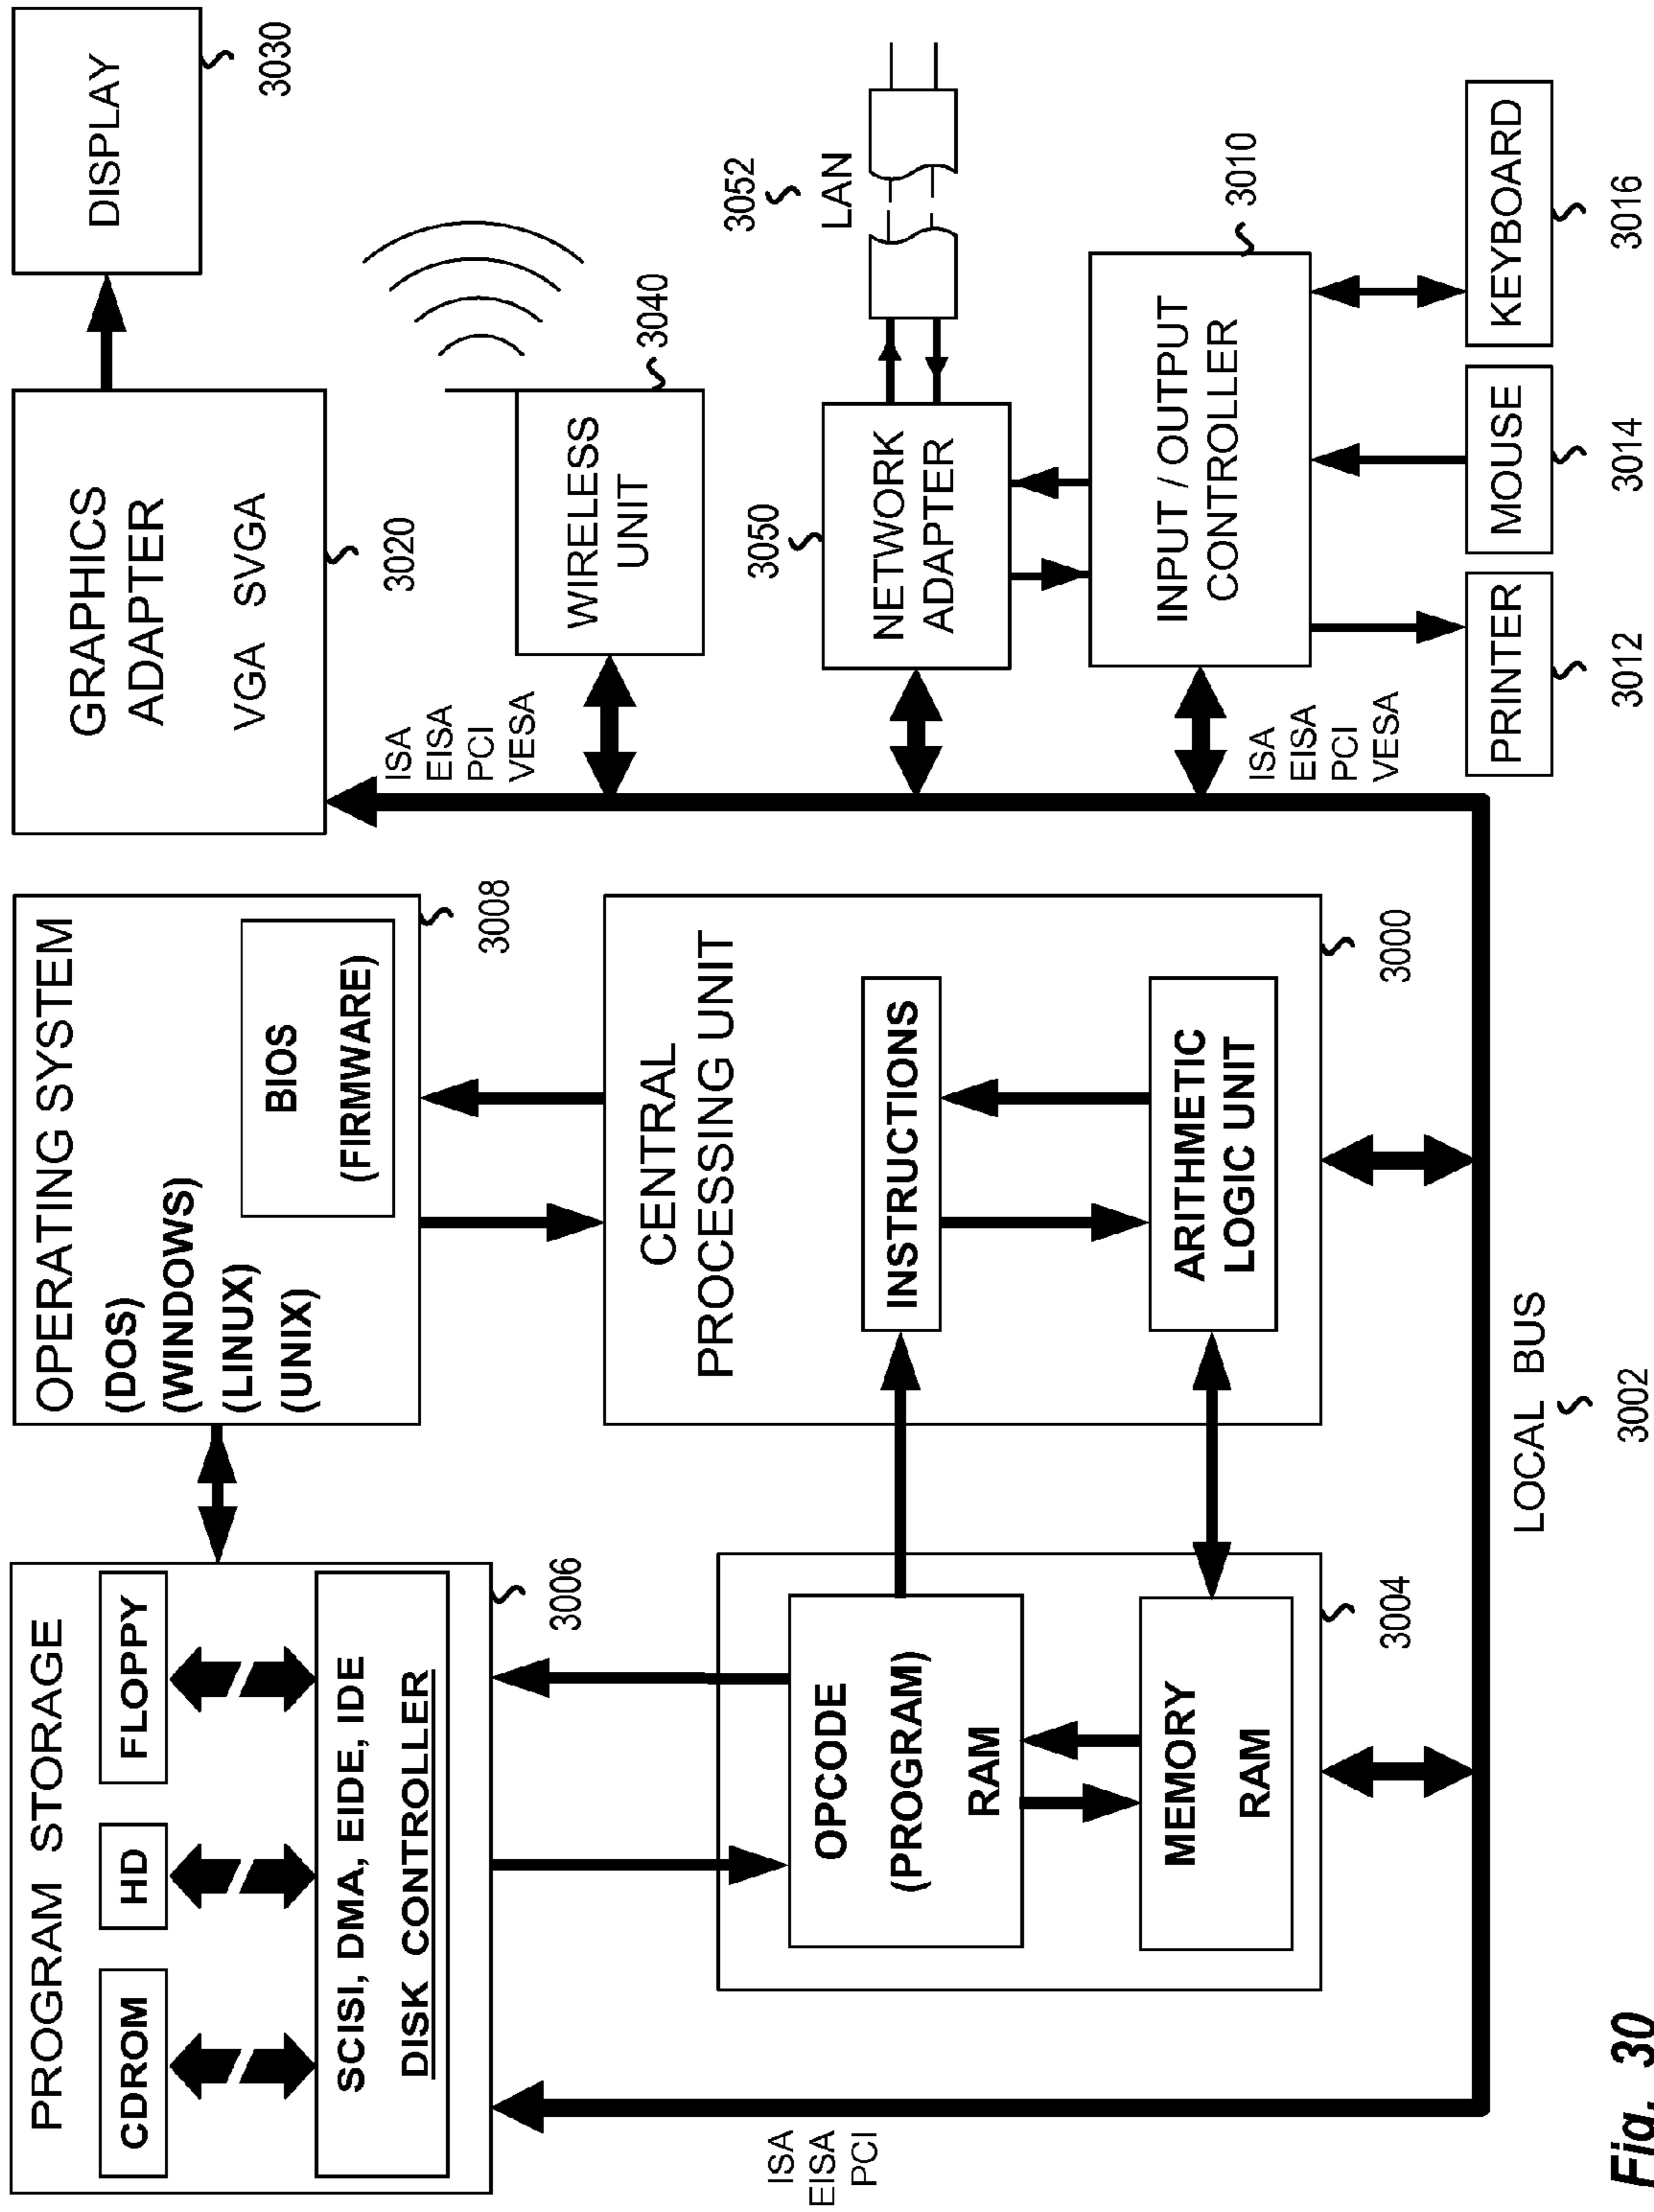 PROGRAM STORAGE
CDROM
HD
FLOPPY
SCISI, DMA, EIDE, IDE
DISK CONTROLLER
3006
OPERATING SYSTEM
(DOS)
(WINDOWS)
(LINUX)
(UNIX)
BIOS
(FIRMWARE)
3008
GRAPHICS
ADAPTER
VGA SVGA
3020
DISPLAY
3030
ISA
EISA
PCI
VESA
WIRELESS
UNIT
3040
CENTRAL
PROCESSING UNIT
INSTRUCTIONS
ARITHMETIC
LOGIC UNIT
3000
OPCODE
(PROGRAM)
RAM
MEMORY
RAM
3004
3050
NETWORK
ADAPTER
3052
LAN
INPUT / OUTPUT
CONTROLLER
3010
ISA
EISA
PCI
VESA
PRINTER
3012
MOUSE
3014
KEYBOARD
3016
ISA
EISA
PCI
LOCAL BUS
3002
Fig. 30